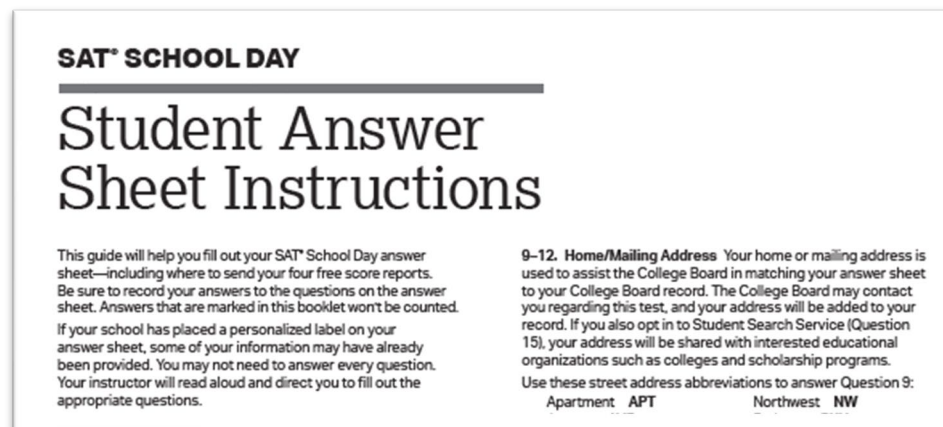 SAT® SCHOOL DAY
Student Answer
Sheet Instructions
This guide will help you fill out your SAT® School Day answer
sheet—including where to send your four free score reports.
Be sure to record your answers to the questions on the answer
sheet. Answers that are marked in this booklet won't be counted.
If your school has placed a personalized label on your
answer sheet, some of your information may have already
been provided. You may not need to answer every question.
Your instructor will read aloud and direct you to fill out the
appropriate questions.
9–12. Home/Mailing Address Your home or mailing address is
used to assist the College Board in matching your answer sheet
to your College Board record. The College Board may contact
you regarding this test, and your address will be added to your
record. If you also opt in to Student Search Service (Question
15), your address will be shared with interested educational
organizations such as colleges and scholarship programs.
Use these street address abbreviations to answer Question 9:
Apartment APT Northwest NW